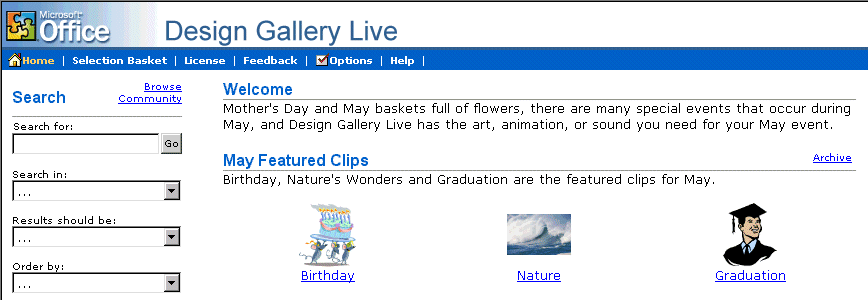 Microsoft
Office
Design Gallery Live
Home | Selection Basket | License | Feedback | Options | Help |
Search
Browse
Community
Search for:
Go
Search in:
...
Results should be:
...
Order by:
...
Welcome
Mother's Day and May baskets full of flowers, there are many special events that occur during
May, and Design Gallery Live has the art, animation, or sound you need for your May event.
May Featured Clips
Archive
Birthday, Nature's Wonders and Graduation are the featured clips for May.
Birthday
Nature
Graduation